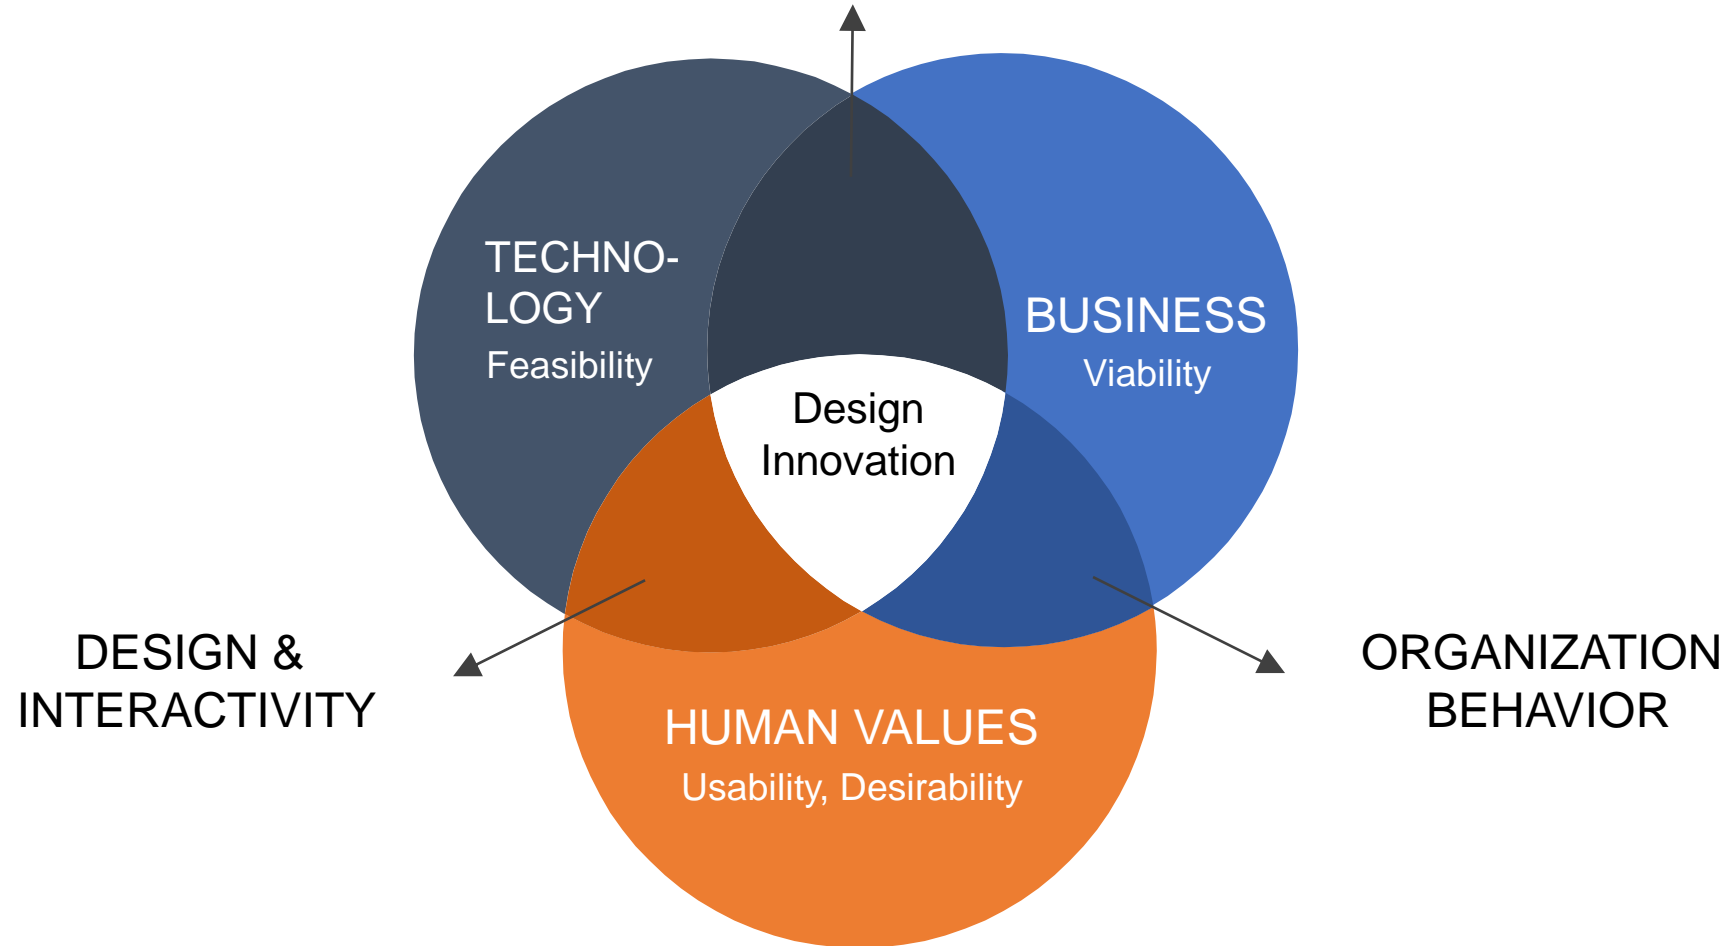 TECHNO-
LOGY
Feasibility
BUSINESS
Viability
Design
Innovation
DESIGN &
INTERACTIVITY
ORGANIZATION
BEHAVIOR
HUMAN VALUES
Usability, Desirability